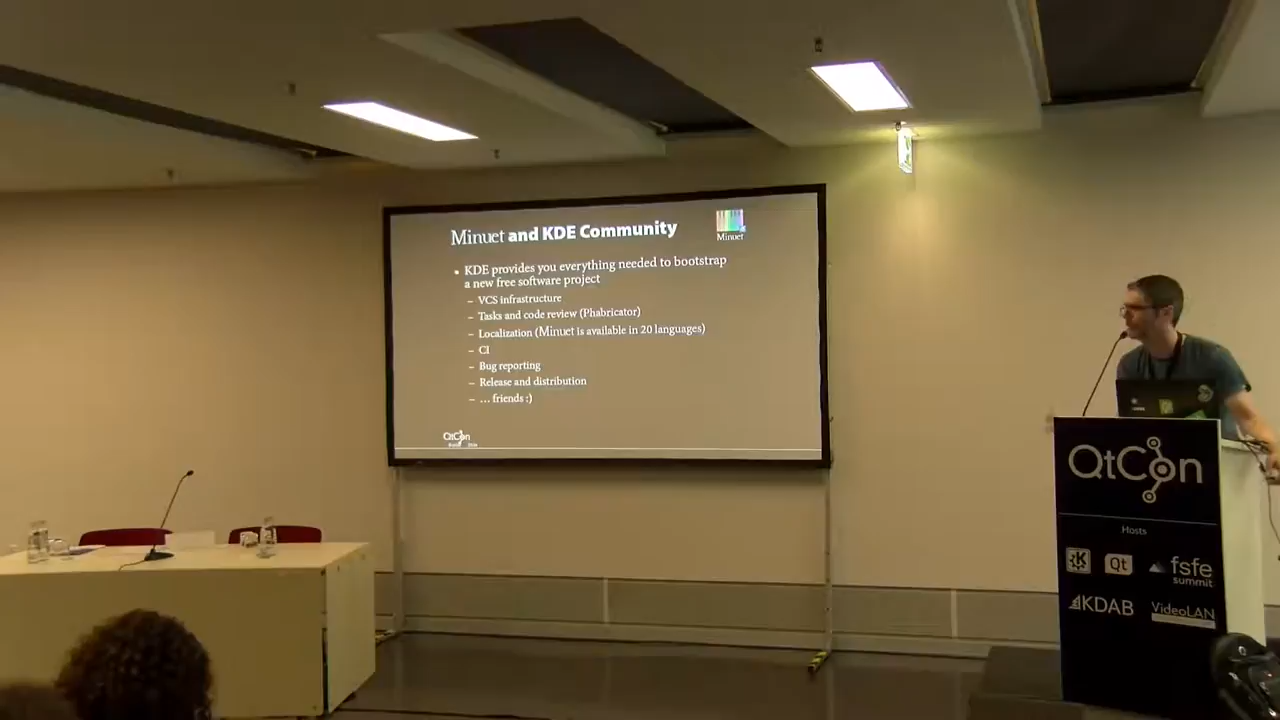 Minuet and KDE Community
Minuet
• KDE provides you everything needed to bootstrap
a new free software project
– VCS infrastructure
– Tasks and code review (Phabricator)
– Localization (Minuet is available in 20 languages)
– CI
– Bug reporting
– Release and distribution
– ... friends :)
QtCon
QtCon
Hosts
Qt
fsfe
summit
KDAB
VideoLAN